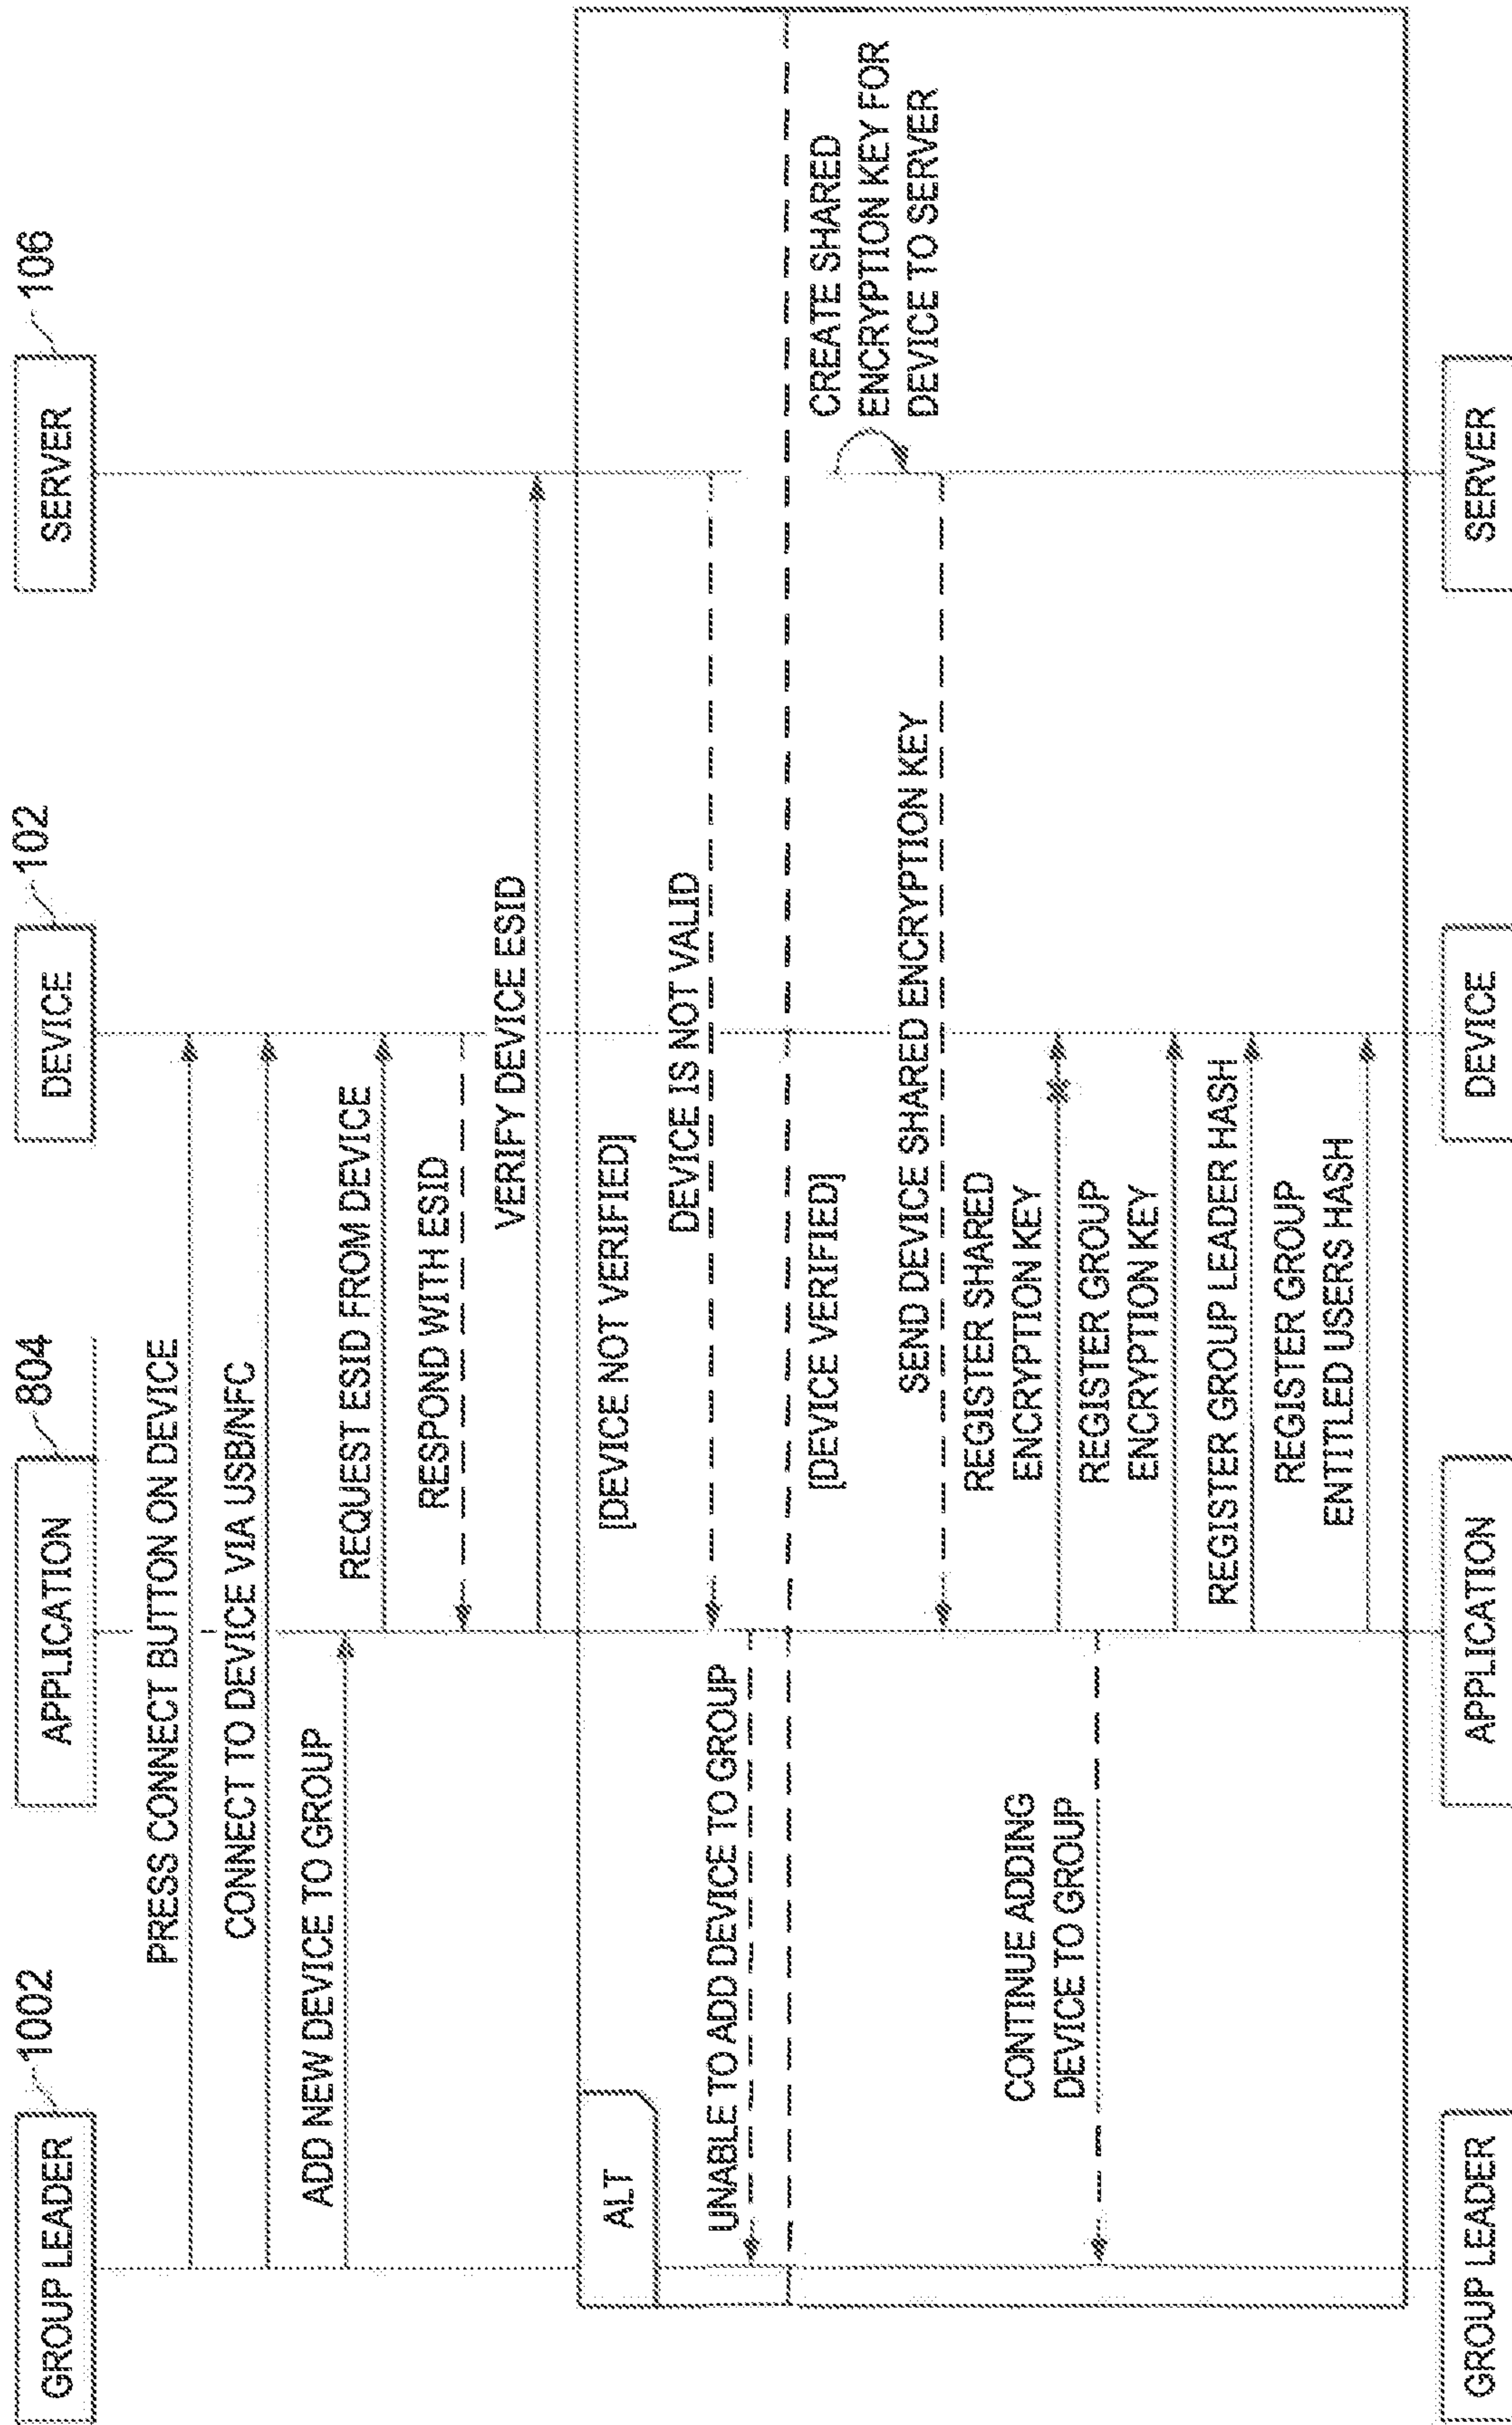 GROUP LEADER
1002
APPLICATION
804
DEVICE
102
SERVER
106
PRESS CONNECT BUTTON ON DEVICE
CONNECT TO DEVICE VIA USB/NFC
ADD NEW DEVICE TO GROUP
REQUEST ESID FROM DEVICE
RESPOND WITH ESID
VERIFY DEVICE ESID
ALT
[DEVICE NOT VERIFIED]
DEVICE IS NOT VALID
UNABLE TO ADD DEVICE TO GROUP
[DEVICE VERIFIED]
CREATE SHARED
ENCRYPTION KEY FOR
DEVICE TO SERVER
SEND DEVICE SHARED ENCRYPTION KEY
REGISTER SHARED
ENCRYPTION KEY
CONTINUE ADDING
DEVICE TO GROUP
REGISTER GROUP
ENCRYPTION KEY
REGISTER GROUP LEADER HASH
REGISTER GROUP
ENTITLED USERS HASH
GROUP LEADER
APPLICATION
DEVICE
SERVER